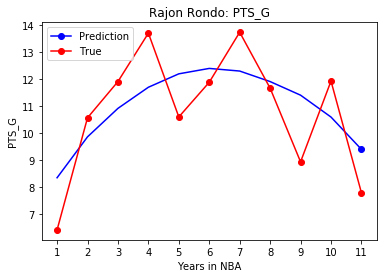 Rajon Rondo: PTS_G
Prediction
True
PTS_G
14
13
12
11
10
9
8
7
1 2 3 4 5 6 7 8 9 10 11
Years in NBA